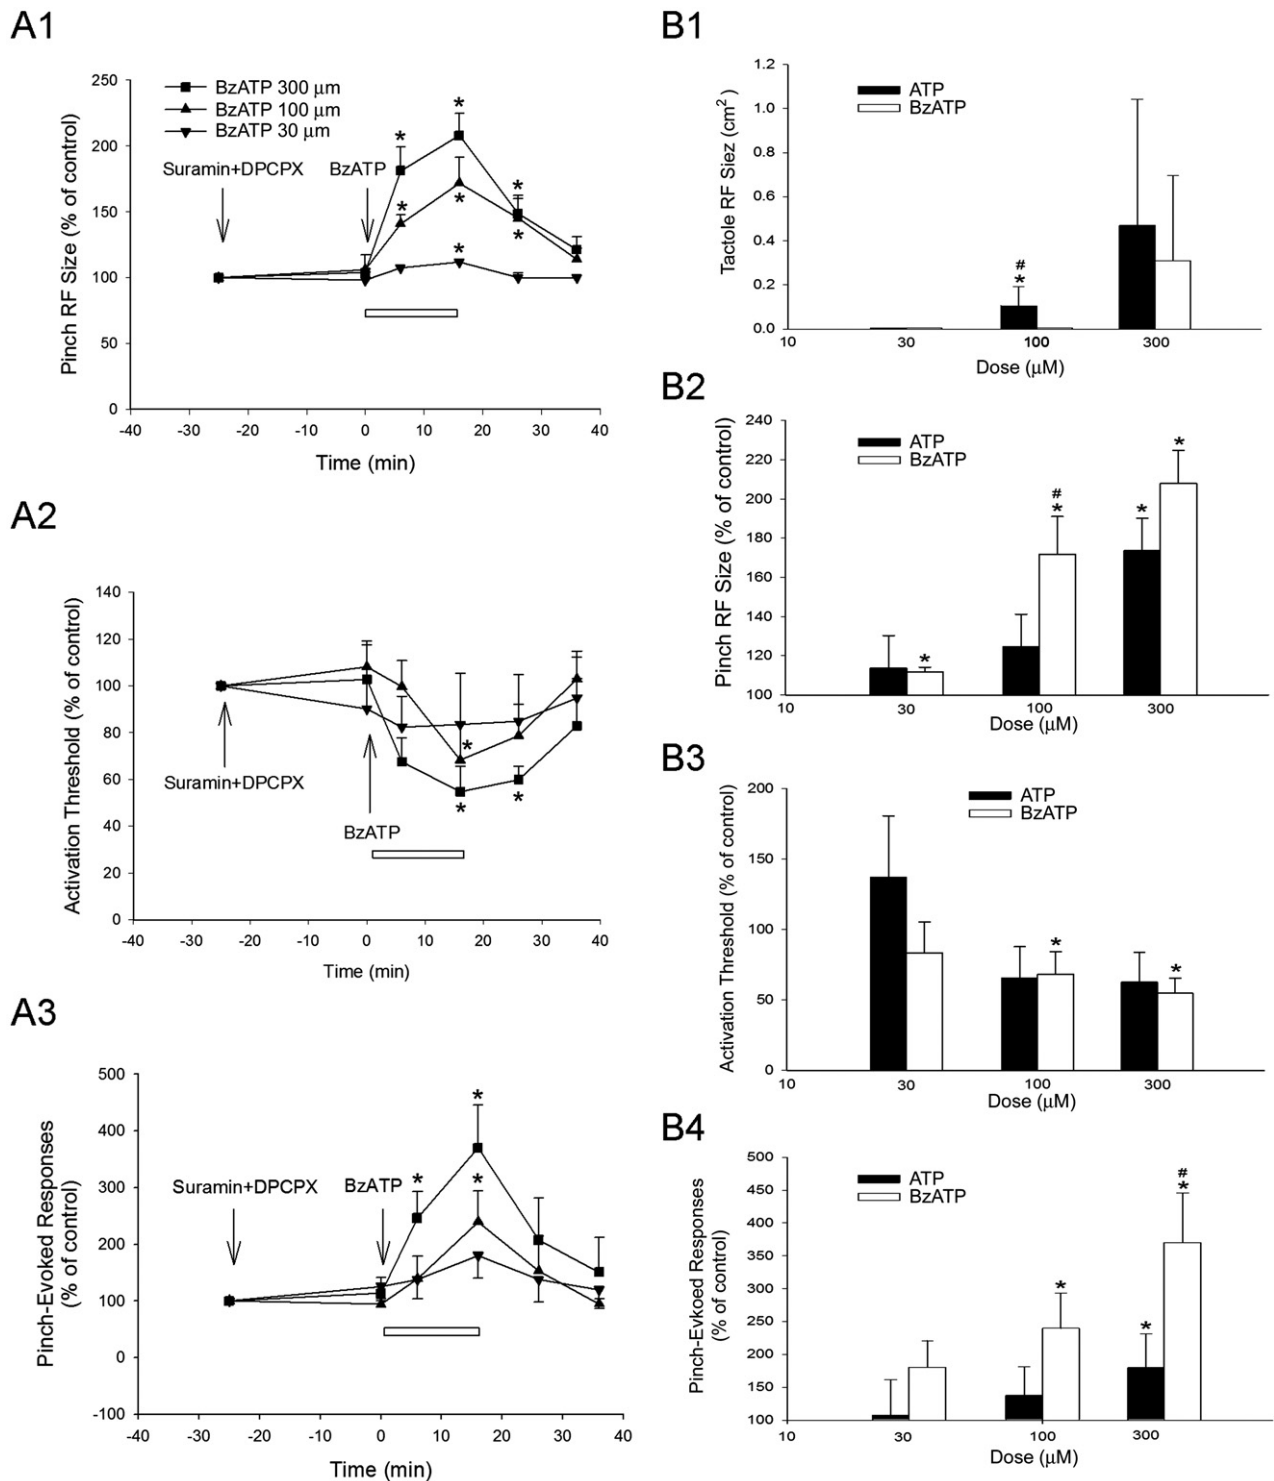 A1
Pinch RF Size (% of control)
250
200
150
100
50
0
BzATP 300 μm
BzATP 100 μm
BzATP 30 μm
Suramin+DPCPX
BzATP
*
*
*
*
*
*
*
-40 -30 -20 -10 0 10 20 30 40
Time (min)
A2
Activation Threshold (% of control)
140
120
100
80
60
40
20
0
Suramin+DPCPX
BzATP
*
*
*
-40 -30 -20 -10 0 10 20 30 40
Time (min)
A3
Pinch-Evoked Responses
(% of control)
500
400
300
200
100
0
-100
Suramin+DPCPX
BzATP
*
*
*
-40 -30 -20 -10 0 10 20 30 40
Time (min)
B1
Tactole RF Siez (cm2)
1.2
1.0
0.8
0.6
0.4
0.2
0.0
ATP
BzATP
#
*
10 30 100 300
Dose (μM)
B2
Pinch RF Size (% of control)
240
220
200
180
160
140
120
100
ATP
BzATP
*
#
*
*
*
10 30 100 300
Dose (μM)
B3
Activation Threshold (% of control)
200
150
100
50
0
ATP
BzATP
*
*
10 30 100 300
Dose (μM)
B4
Pinch-Evkoed Responses
(% of control)
500
450
400
350
300
250
200
150
100
ATP
BzATP
*
*
#
*
10 30 100 300
Dose (μM)